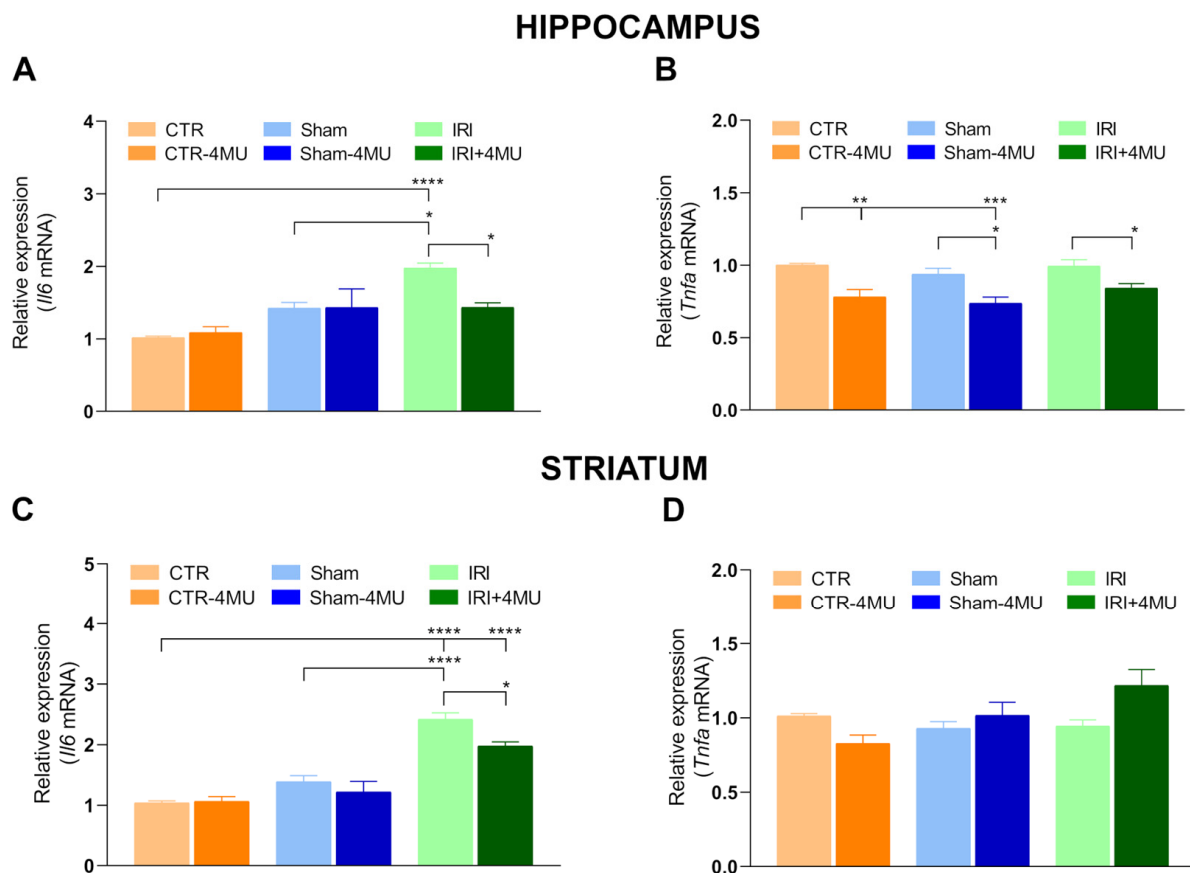 HIPPOCAMPUS
A
Relative expression
(Il6 mRNA)
4
3
2
1
0
CTR
Sham
IRI
CTR-4MU
Sham-4MU
IRI+4MU
****
*
*
B
Relative expression
(Tnfa mRNA)
2.0
1.5
1.0
0.5
0.0
CTR
Sham
IRI
CTR-4MU
Sham-4MU
IRI+4MU
**
***
*
*
STRIATUM
C
Relative expression
(Il6 mRNA)
5
4
3
2
1
0
CTR
Sham
IRI
CTR-4MU
Sham-4MU
IRI+4MU
****
****
****
*
D
Relative expression
(Tnfa mRNA)
2.0
1.5
1.0
0.5
0.0
CTR
Sham
IRI
CTR-4MU
Sham-4MU
IRI+4MU